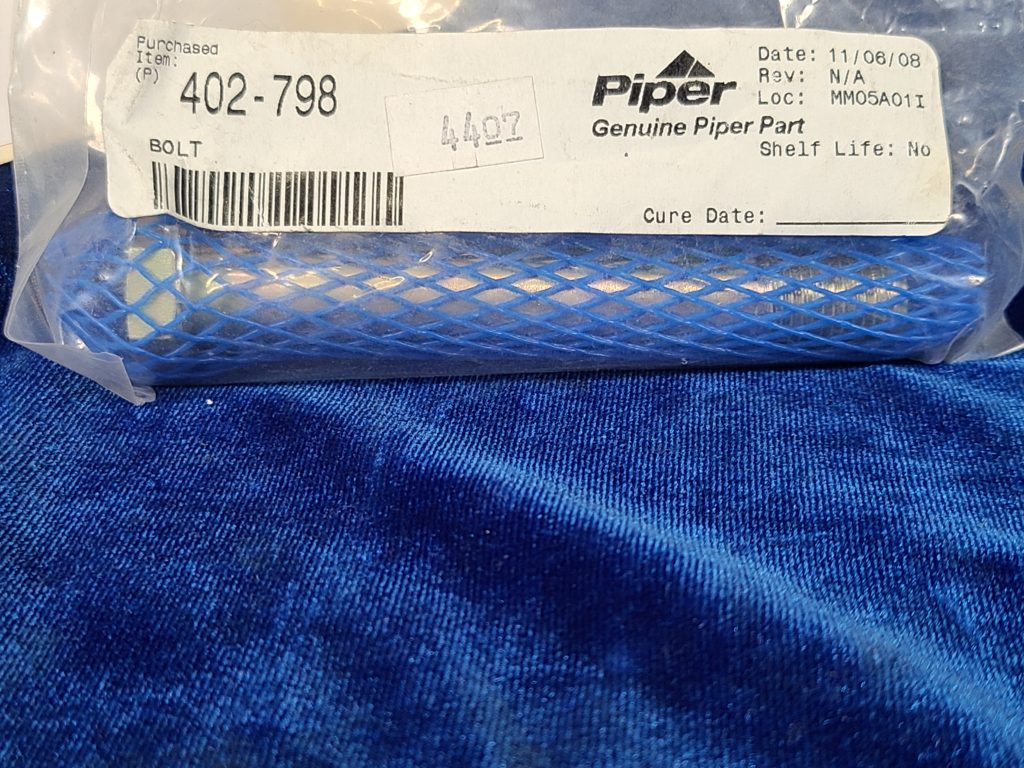 Purchased
Item:
(P) 402-798
BOLT
4407
Piper
Genuine Piper Part
Date: 11/06/08
Rev: N/A
Loc: MM05A01I
Shelf Life: No
Cure Date: